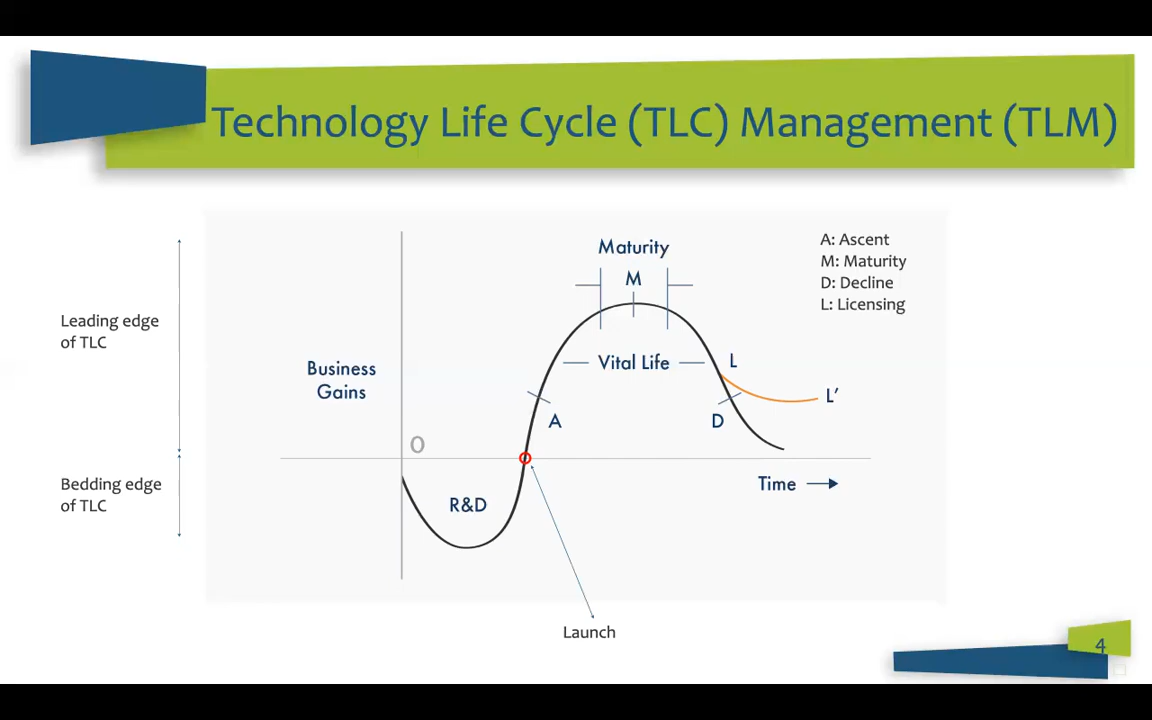 Technology Life Cycle (TLC) Management (TLM)
Maturity
M
A: Ascent
M: Maturity
D: Decline
L: Licensing
Leading edge
of TLC
Business
Gains
Vital Life
L
L’
A
D
O
Bedding edge
of TLC
R&D
Time
Launch
4